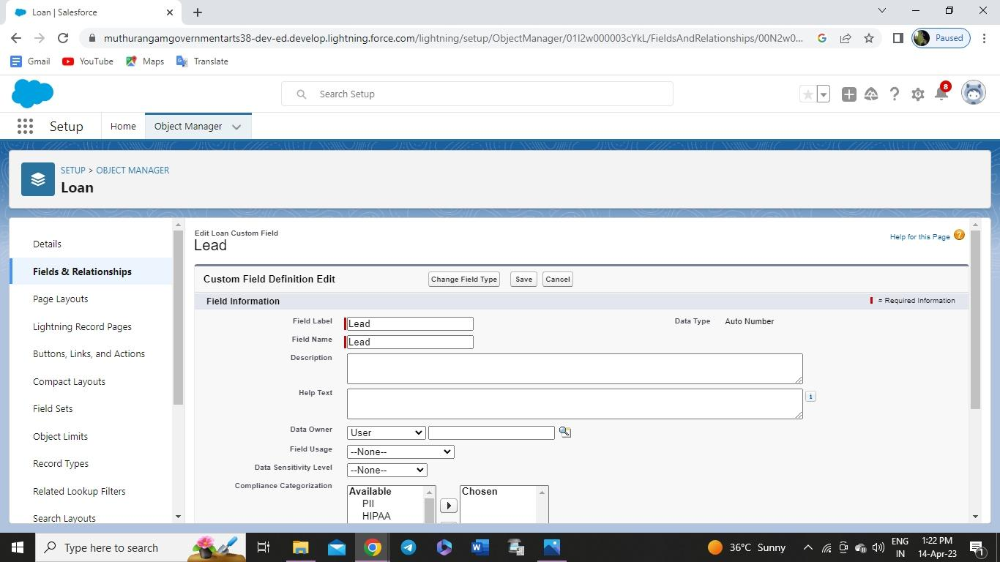 Loan | Salesforce
muthurangamgovernmentarts38-dev-ed.develop.lightning.force.com/lightning/setup/ObjectManager/01I2w000003cYkL/FieldsAndRelationships/00N2w0...
Paused
Gmail
YouTube
Maps
Translate
Search Setup
8
Setup
Home
Object Manager
SETUP > OBJECT MANAGER
Loan
Details
Fields & Relationships
Page Layouts
Lightning Record Pages
Buttons, Links, and Actions
Compact Layouts
Field Sets
Object Limits
Record Types
Related Lookup Filters
Search Layouts
Edit Loan Custom Field
Lead
Help for this Page ?
Custom Field Definition Edit
Change Field Type
Save
Cancel
Field Information
= Required Information
Field Label
Lead
Data Type
Auto Number
Field Name
Lead
Description
Help Text
i
Data Owner
User
Field Usage
--None--
Data Sensitivity Level
--None--
Compliance Categorization
Available
PII
HIPAA
Chosen
Type here to search
36°C Sunny
ENG
IN
1:22 PM
14-Apr-23
1